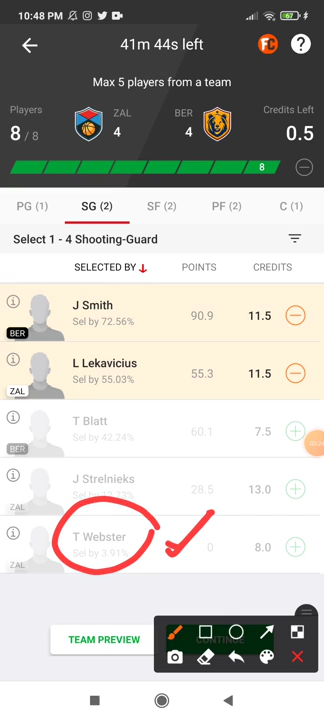 10:48 PM 67
41m 44s left
FC ?
Max 5 players from a team
Players ZAL BER Credits Left
8 / 8 4 4 0.5
8
PG (1) SG (2) SF (2) PF (2) C (1)
Select 1 - 4 Shooting-Guard
SELECTED BY POINTS CREDITS
J Smith
Sel by 72.56% 90.9 11.5
BER
L Lekavicius
Sel by 55.03% 55.3 11.5
ZAL
T Blatt
Sel by 42.24% 60.1 7.5
BER
J Strelnieks
28.5 13.0
ZAL
T Webster
Sel by 3.91% 0 8.0
ZAL
TEAM PREVIEW CONTINUE